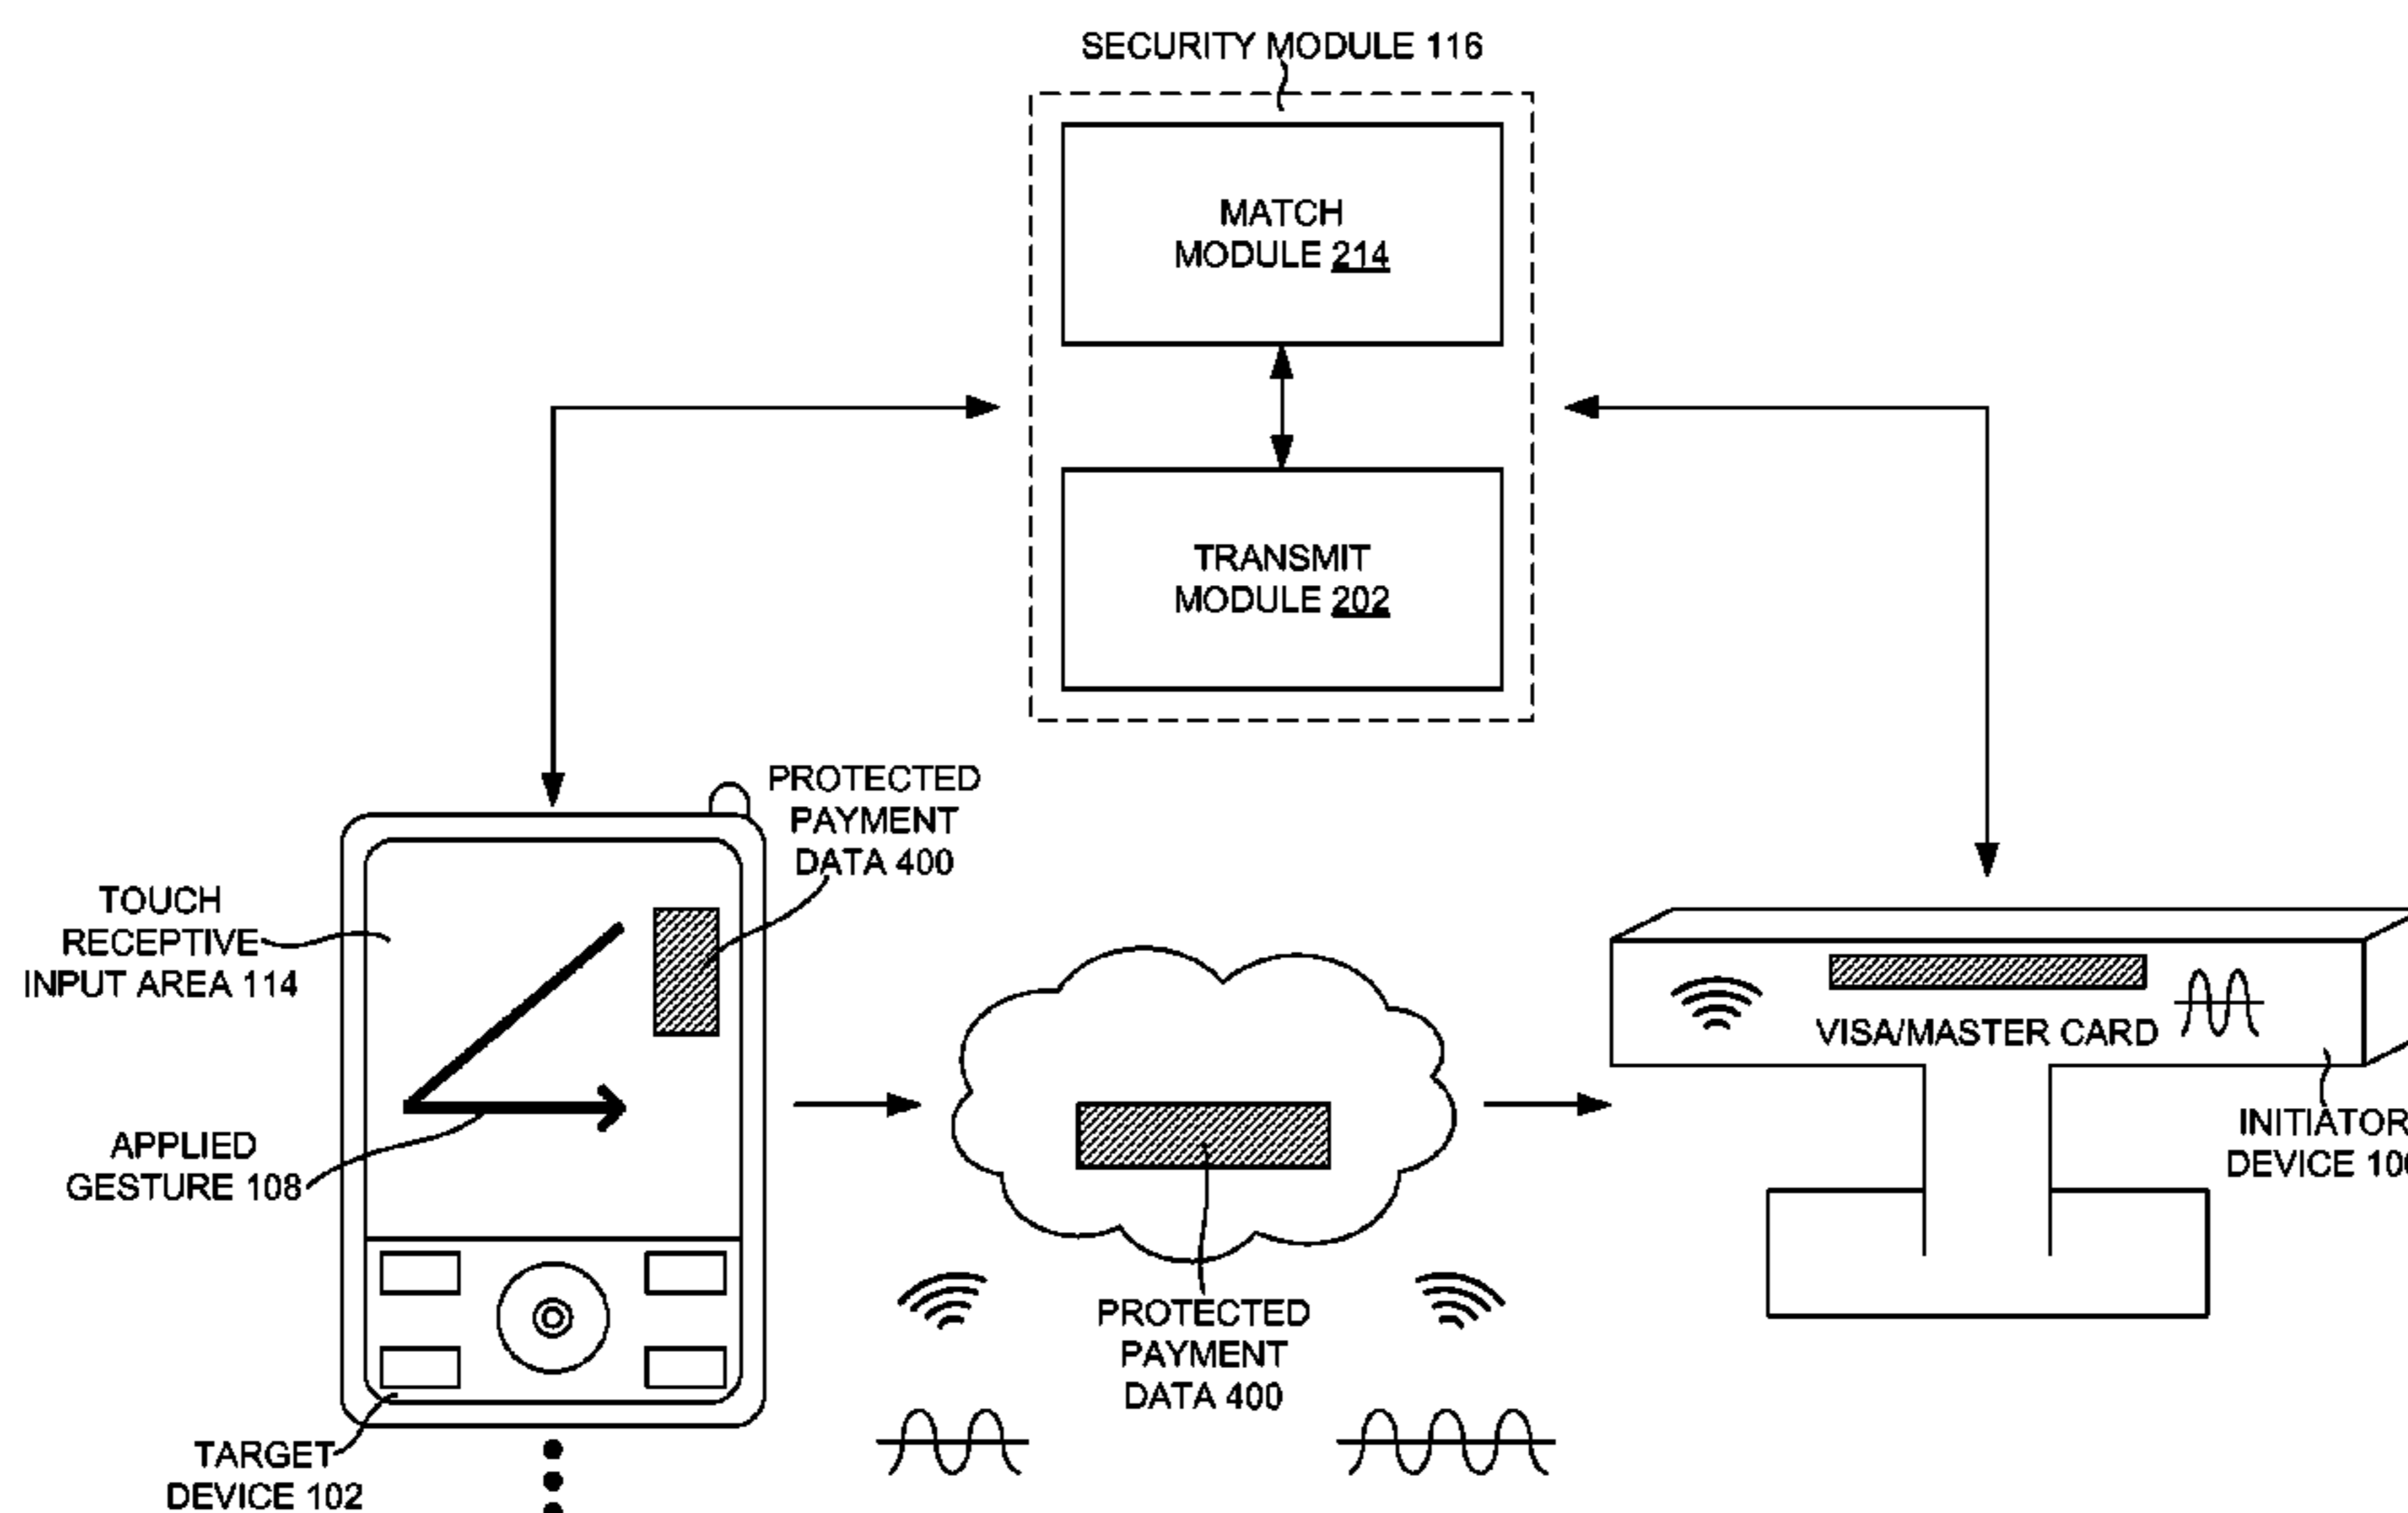 SECURITY MODULE 116
MATCH
MODULE 214
TRANSMIT
MODULE 202
PROTECTED
PAYMENT
DATA 400
TOUCH
RECEPTIVE
INPUT AREA 114
APPLIED
GESTURE 108
TARGET
DEVICE 102
PROTECTED
PAYMENT
DATA 400
VISA/MASTER CARD
INITIATOR
DEVICE